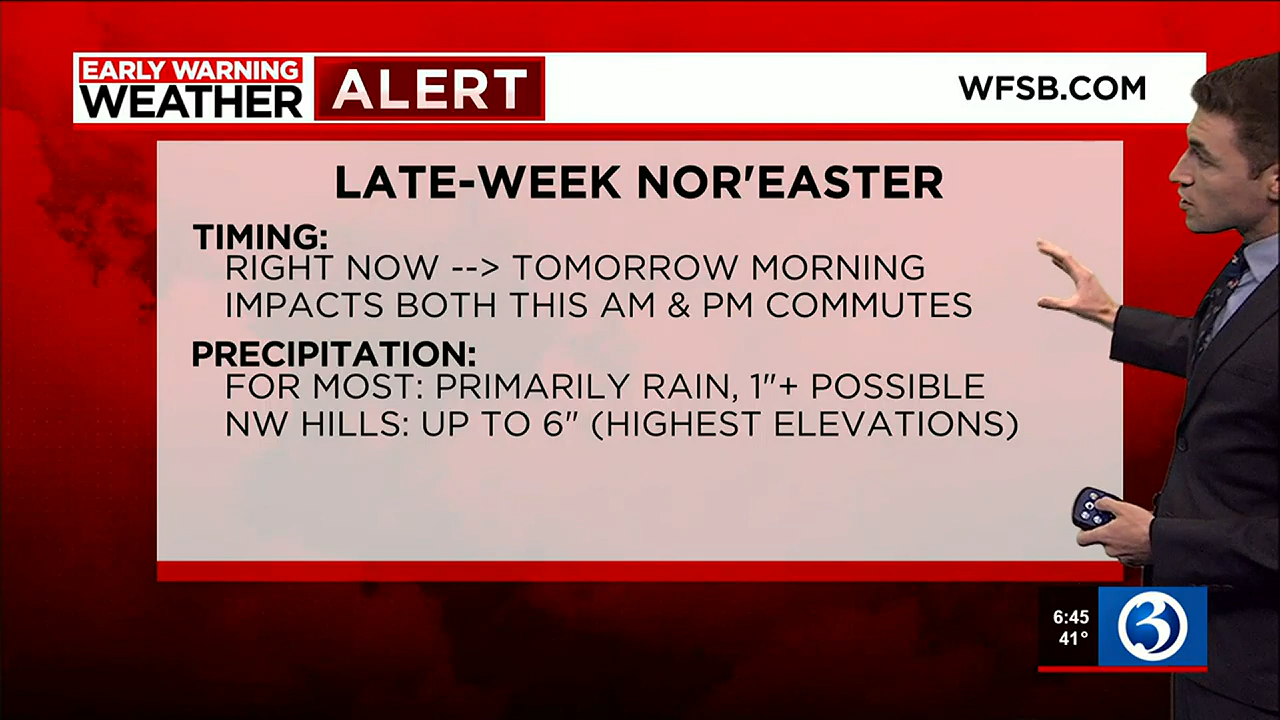 EARLY WARNING
WEATHER
ALERT
WFSB.COM
LATE-WEEK NOR'EASTER
TIMING:
RIGHT NOW --> TOMORROW MORNING
IMPACTS BOTH THIS AM & PM COMMUTES
PRECIPITATION:
FOR MOST: PRIMARILY RAIN, 1"+ POSSIBLE
NW HILLS: UP TO 6" (HIGHEST ELEVATIONS)
6:45
41°
3